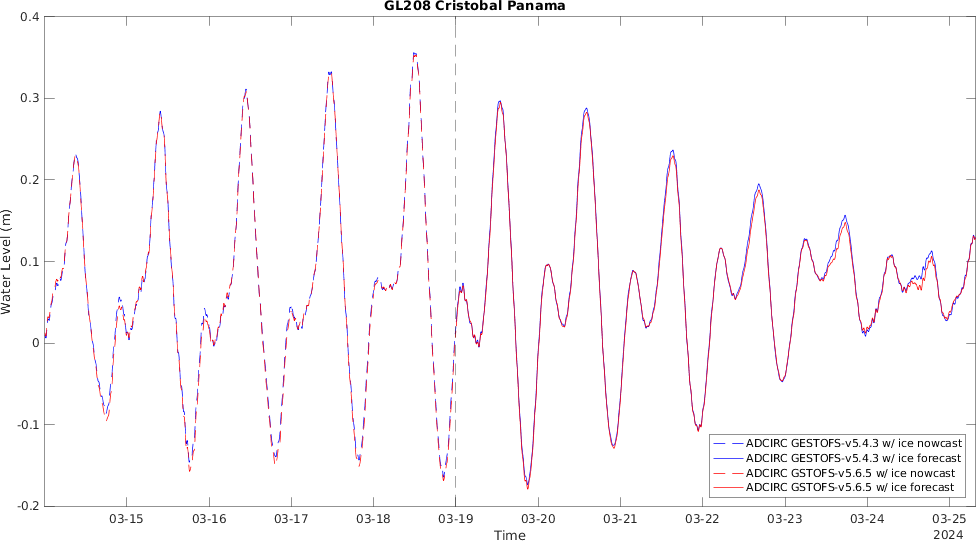 GL208 Cristobal Panama
0.4
0.3
0.2
0.1
0
-0.1
-0.2
Water Level (m)
ADCIRC GESTOFS-v5.4.3 w/ ice nowcast
ADCIRC GESTOFS-v5.4.3 w/ ice forecast
ADCIRC GSTOFS-v5.6.5 w/ ice nowcast
ADCIRC GSTOFS-v5.6.5 w/ ice forecast
03-15 03-16 03-17 03-18 03-19 03-20 03-21 03-22 03-23 03-24 03-25
Time 2024